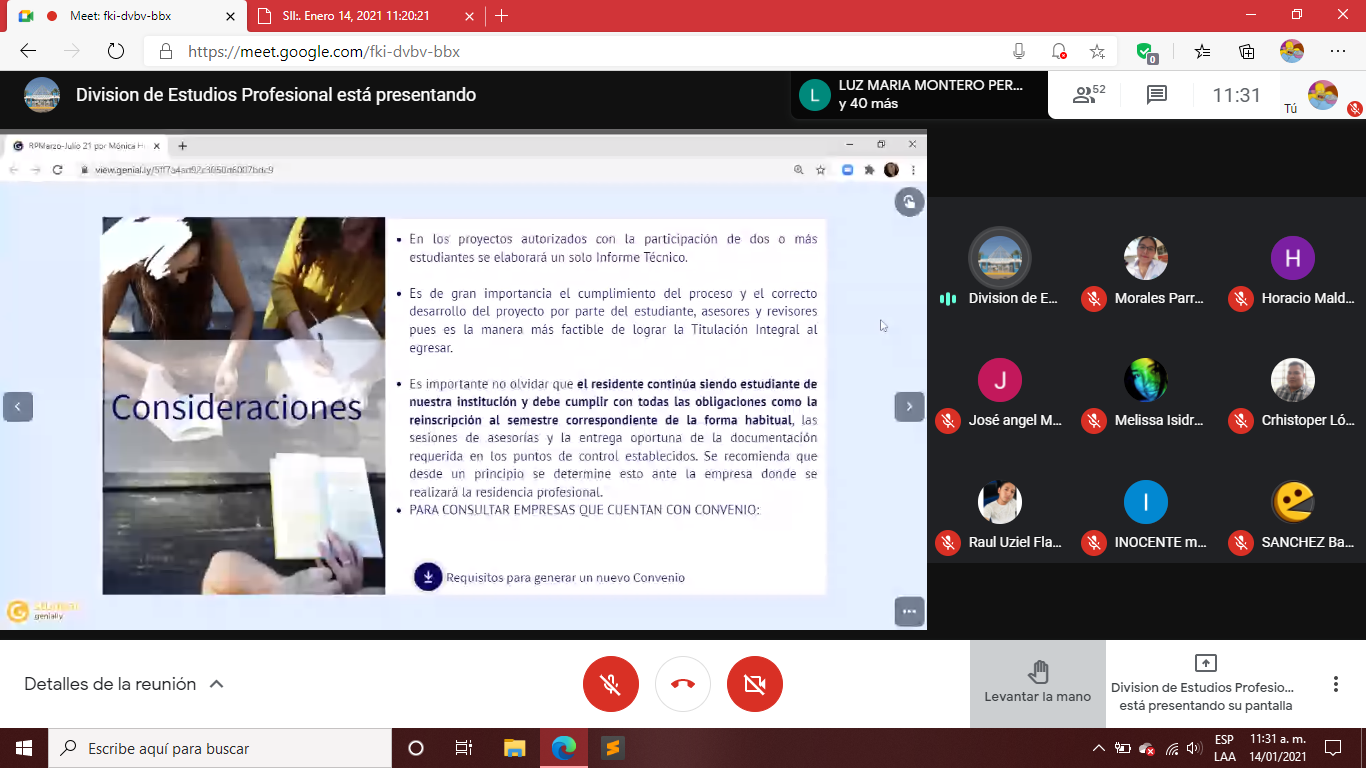 Meet: fki-dvbv-bbx
SII:. Enero 14, 2021 11:20:21
https://meet.google.com/fki-dvbv-bbx
0
Division de Estudios Profesional está presentando
L
LUZ MARIA MONTERO PER...
y 40 más
52
11:31
Tú
RPMarzo-Julio 21 por Mónica H
Consideraciones
• En los proyectos autorizados con la participación de dos o más
estudiantes se elaborará un solo Informe Técnico.
• Es de gran importancia el cumplimiento del proceso y el correcto
desarrollo del proyecto por parte del estudiante, asesores y revisores
pues es la manera más factible de lograr la Titulación Integral al
egresar.
• Es importante no olvidar que el residente continúa siendo estudiante de
nuestra institución y debe cumplir con todas las obligaciones como la
reinscripción al semestre correspondiente de la forma habitual, las
sesiones de asesorías y la entrega oportuna de la documentación
requerida en los puntos de control establecidos. Se recomienda que
desde un principio se determine esto ante la empresa donde se
realizará la residencia profesional.
• PARA CONSULTAR EMPRESAS QUE CUENTAN CON CONVENIO:
Requisitos para generar un nuevo Convenio
genially
Division de E...
Morales Parr...
H
Horacio Mald...
J
José angel M...
Melissa Isidr...
Crhistoper Ló...
Raul Uziel Fla...
I
INOCENTE m...
SANCHEZ Ba...
Detalles de la reunión
Levantar la mano
Division de Estudios Profesio...
está presentando su pantalla
Escribe aquí para buscar
ESP
LAA
11:31 a. m.
14/01/2021